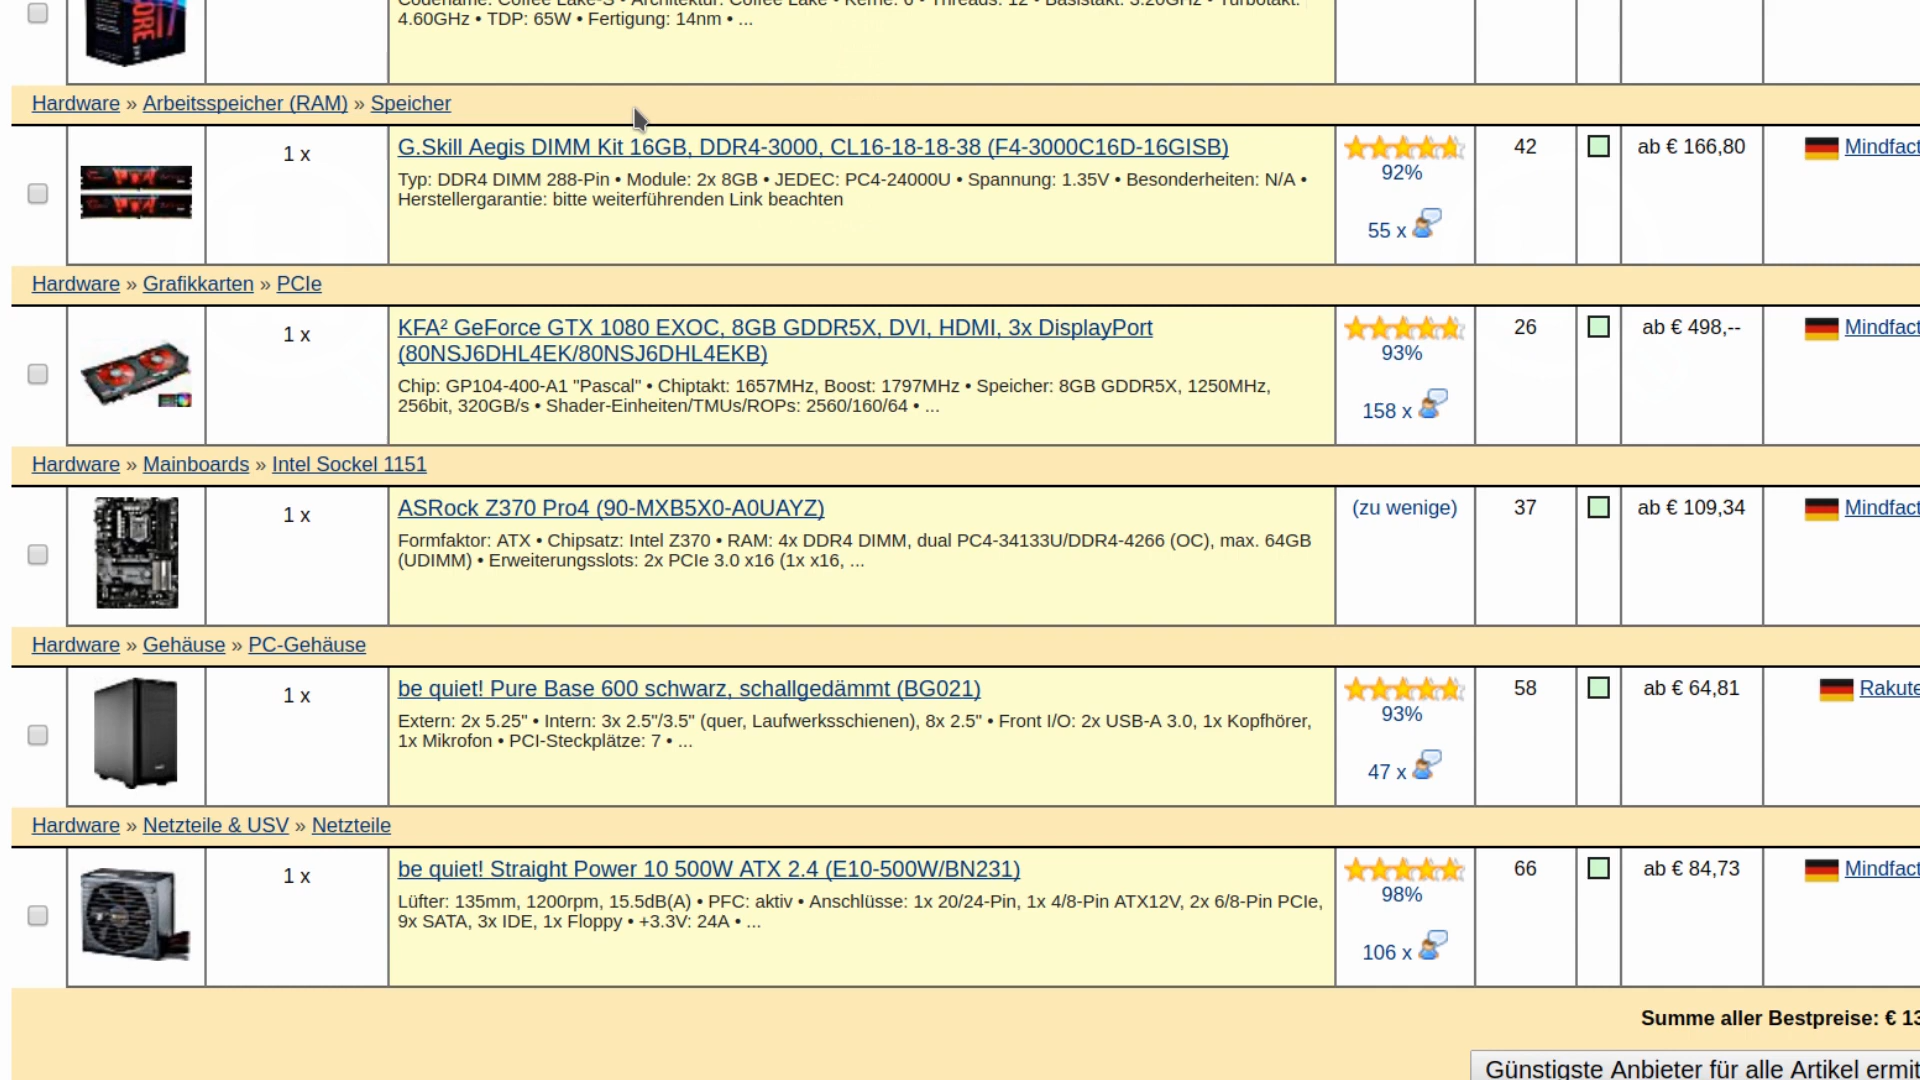 4.60GHz • TDP: 65W • Fertigung: 14nm • ...
Hardware » Arbeitsspeicher (RAM) » Speicher
1 x
G.Skill Aegis DIMM Kit 16GB, DDR4-3000, CL16-18-18-38 (F4-3000C16D-16GISB)
Typ: DDR4 DIMM 288-Pin • Module: 2x 8GB • JEDEC: PC4-24000U • Spannung: 1.35V • Besonderheiten: N/A •
Herstellergarantie: bitte weiterführenden Link beachten
92%
55 x
42
ab € 166,80
Mindfact
Hardware » Grafikkarten » PCIe
1 x
KFA² GeForce GTX 1080 EXOC, 8GB GDDR5X, DVI, HDMI, 3x DisplayPort
(80NSJ6DHL4EK/80NSJ6DHL4EKB)
Chip: GP104-400-A1 "Pascal" • Chiptakt: 1657MHz, Boost: 1797MHz • Speicher: 8GB GDDR5X, 1250MHz,
256bit, 320GB/s • Shader-Einheiten/TMUs/ROPs: 2560/160/64 • ...
93%
158 x
26
ab € 498,--
Mindfact
Hardware » Mainboards » Intel Sockel 1151
1 x
ASRock Z370 Pro4 (90-MXB5X0-A0UAYZ)
Formfaktor: ATX • Chipsatz: Intel Z370 • RAM: 4x DDR4 DIMM, dual PC4-34133U/DDR4-4266 (OC), max. 64GB
(UDIMM) • Erweiterungsslots: 2x PCIe 3.0 x16 (1x x16, ...
(zu wenige)
37
ab € 109,34
Mindfact
Hardware » Gehäuse » PC-Gehäuse
1 x
be quiet! Pure Base 600 schwarz, schallgedämmt (BG021)
Extern: 2x 5.25" • Intern: 3x 2.5"/3.5" (quer, Laufwerksschienen), 8x 2.5" • Front I/O: 2x USB-A 3.0, 1x Kopfhörer,
1x Mikrofon • PCI-Steckplätze: 7 • ...
93%
47 x
58
ab € 64,81
Rakute
Hardware » Netzteile & USV » Netzteile
1 x
be quiet! Straight Power 10 500W ATX 2.4 (E10-500W/BN231)
Lüfter: 135mm, 1200rpm, 15.5dB(A) • PFC: aktiv • Anschlüsse: 1x 20/24-Pin, 1x 4/8-Pin ATX12V, 2x 6/8-Pin PCIe,
9x SATA, 3x IDE, 1x Floppy • +3.3V: 24A • ...
98%
106 x
66
ab € 84,73
Mindfact
Summe aller Bestpreise: € 13
Günstigste Anbieter für alle Artikel ermit